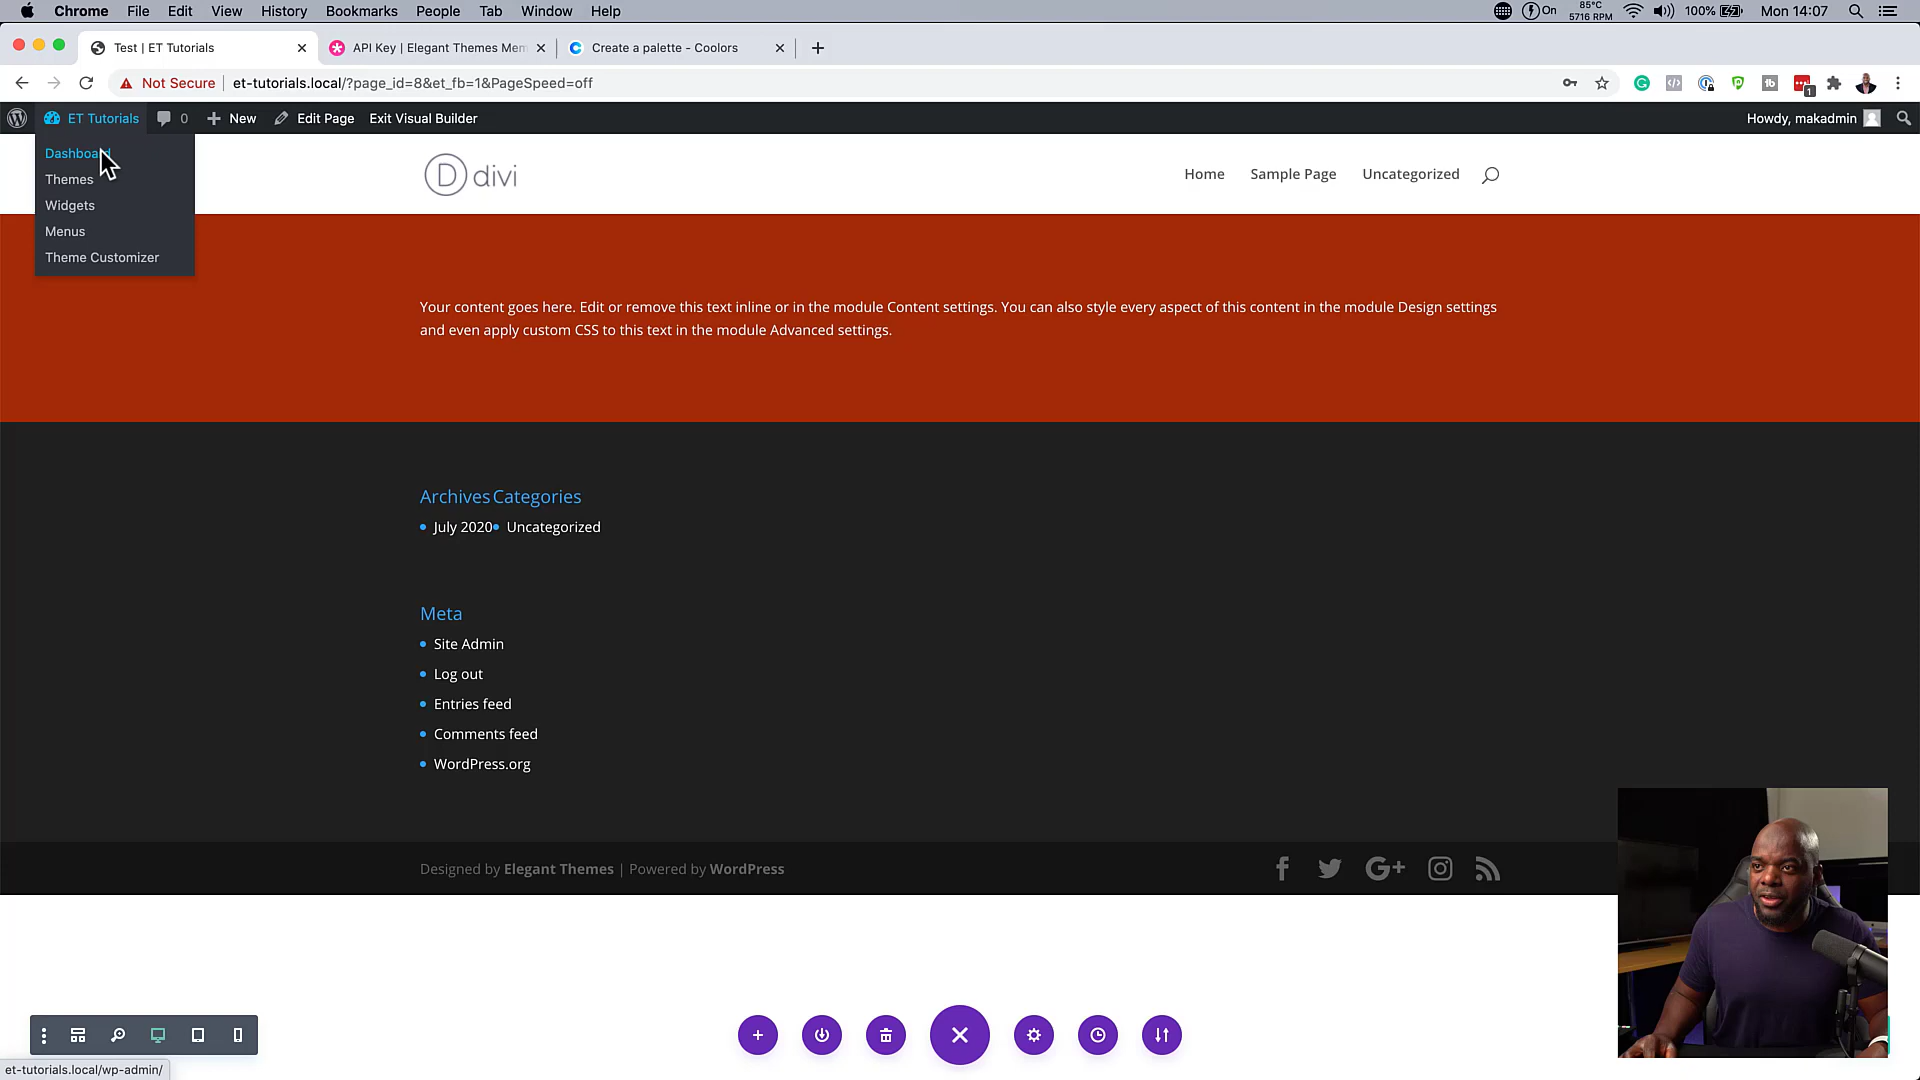 Chrome File Edit View History Bookmarks People Tab Window Help On 85°C 5716 RPM 100% Mon 14:07
Test | ET Tutorials API Key | Elegant Themes Mem Create a palette - Coolors
Not Secure et-tutorials.local/?page_id=8&et_fb=1&PageSpeed=off 1
ET Tutorials 0 New Edit Page Exit Visual Builder Howdy, makadmin
Dashboard
Themes
Widgets
Menus
Theme Customizer
D divi
Home Sample Page Uncategorized
Your content goes here. Edit or remove this text inline or in the module Content settings. You can also style every aspect of this content in the module Design settings
and even apply custom CSS to this text in the module Advanced settings.
Archives Categories
July 2020 Uncategorized
Meta
Site Admin
Log out
Entries feed
Comments feed
WordPress.org
Designed by Elegant Themes | Powered by WordPress
et-tutorials.local/wp-admin/